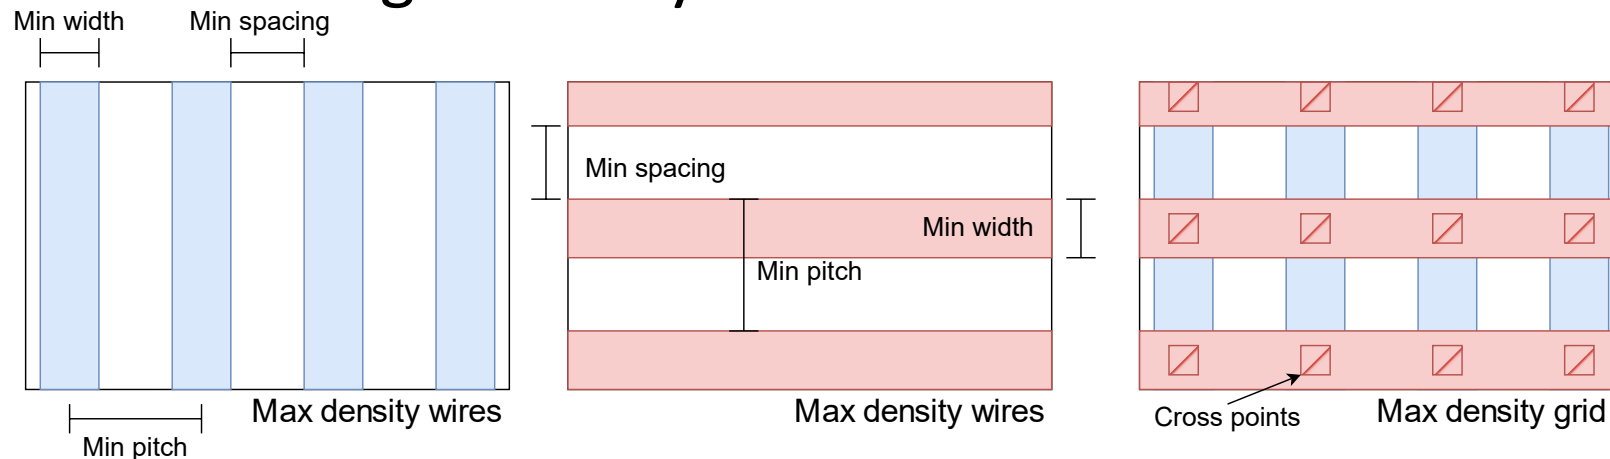 Min width
Min spacing
Min spacing
Min width
Min pitch
Max density wires
Min pitch
Max density wires
Cross points
Max density grid